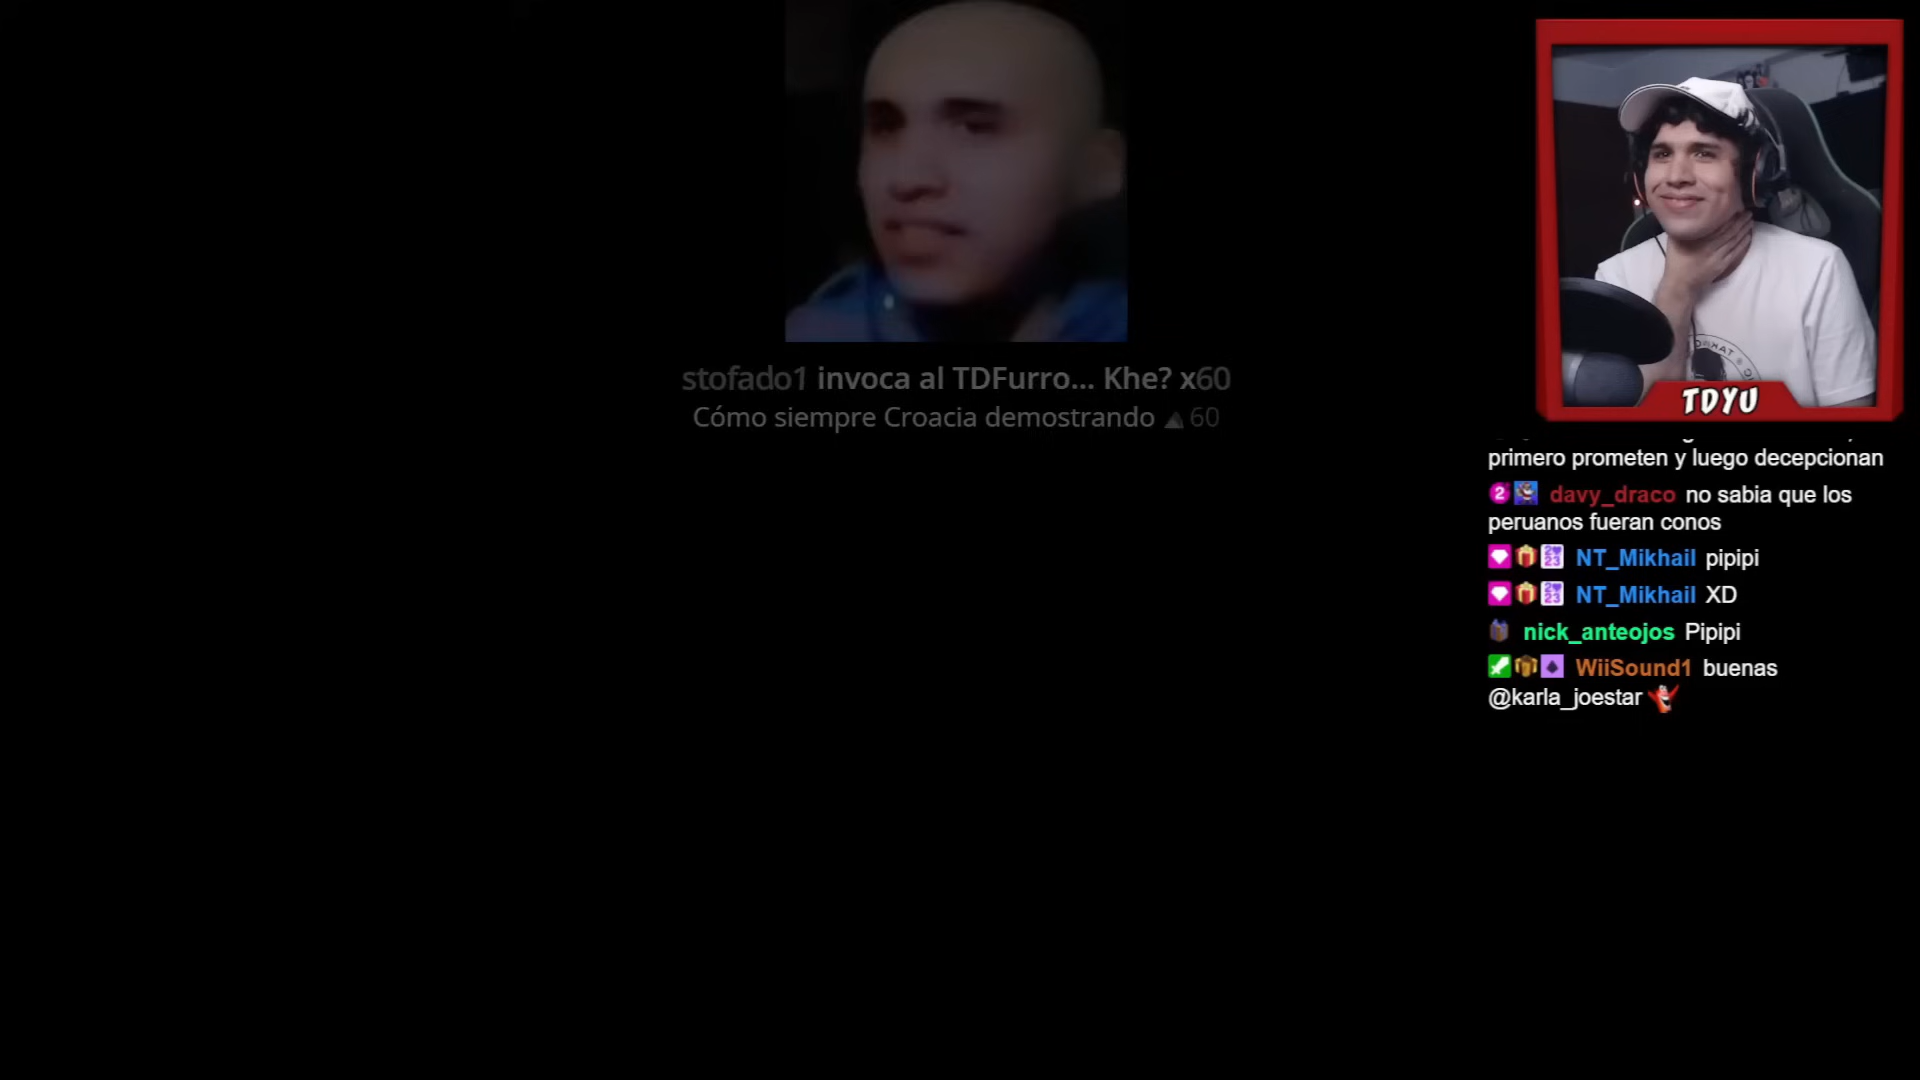 stofado1 invoca al TDFurro... Khe? x60
Cómo siempre Croacia demostrando 60
TDYU
primero prometen y luego decepcionan
davy_draco no sabia que los
peruanos fueran conos
NT_Mikhail pipipi
NT_Mikhail XD
nick_anteojos Pipipi
WiiSound1 buenas
@karla_joestar